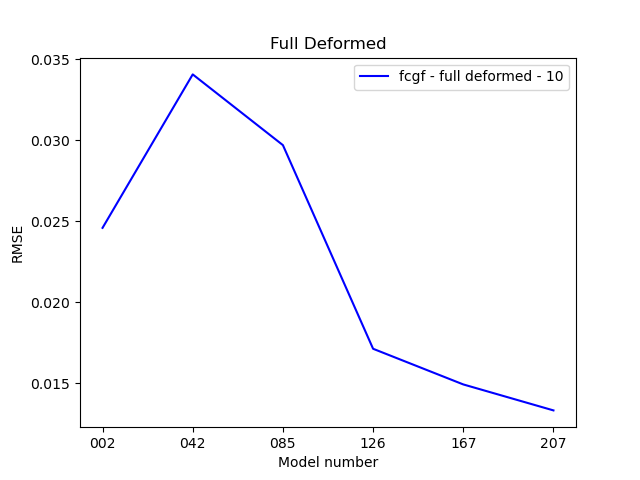 Full Deformed
fcgf - full deformed - 10
0.035
0.030
0.025
0.020
0.015
RMSE
002 042 085 126 167 207
Model number